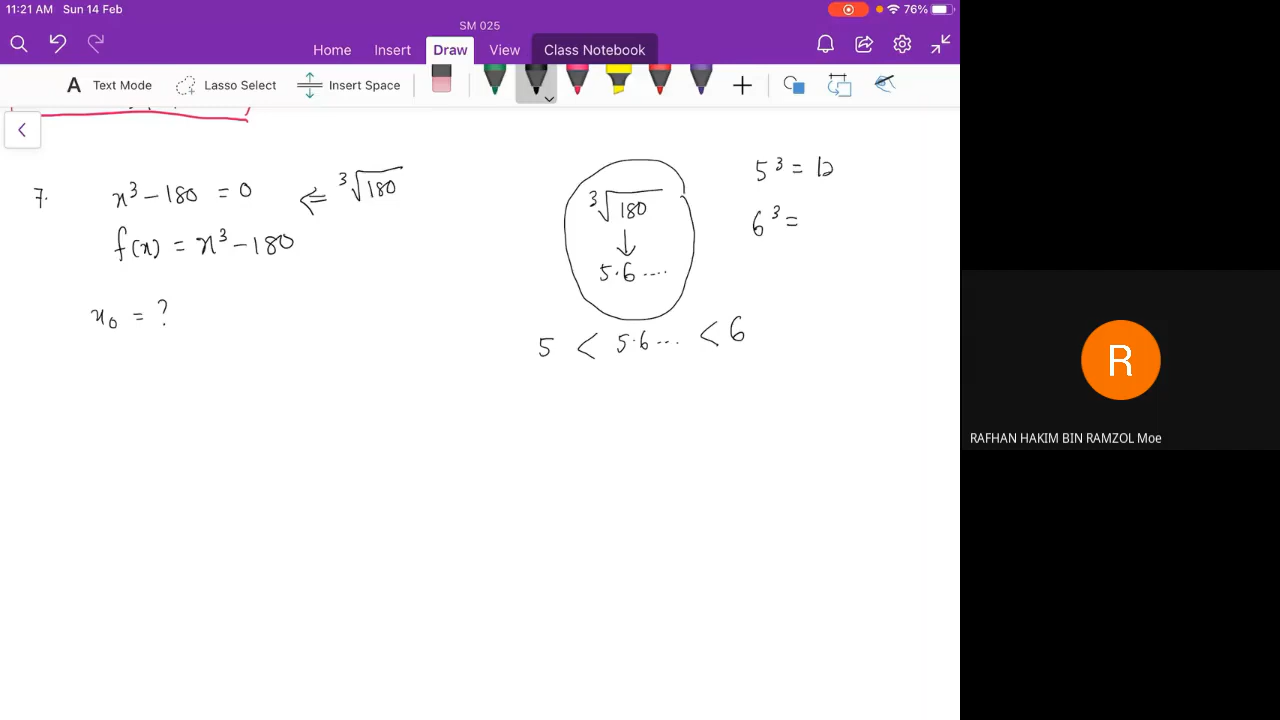 11:21 AM Sun 14 Feb
76%
SM 025
Home Insert Draw View Class Notebook
A Text Mode Lasso Select Insert Space
7. x³ - 180 = 0 ⇐ ³√180
f(x) = x³ - 180
x₀ = ?
³√180
↓
5.6....
5 < 5.6... < 6
5³ = 12
6³ =
R
RAFHAN HAKIM BIN RAMZOL Moe